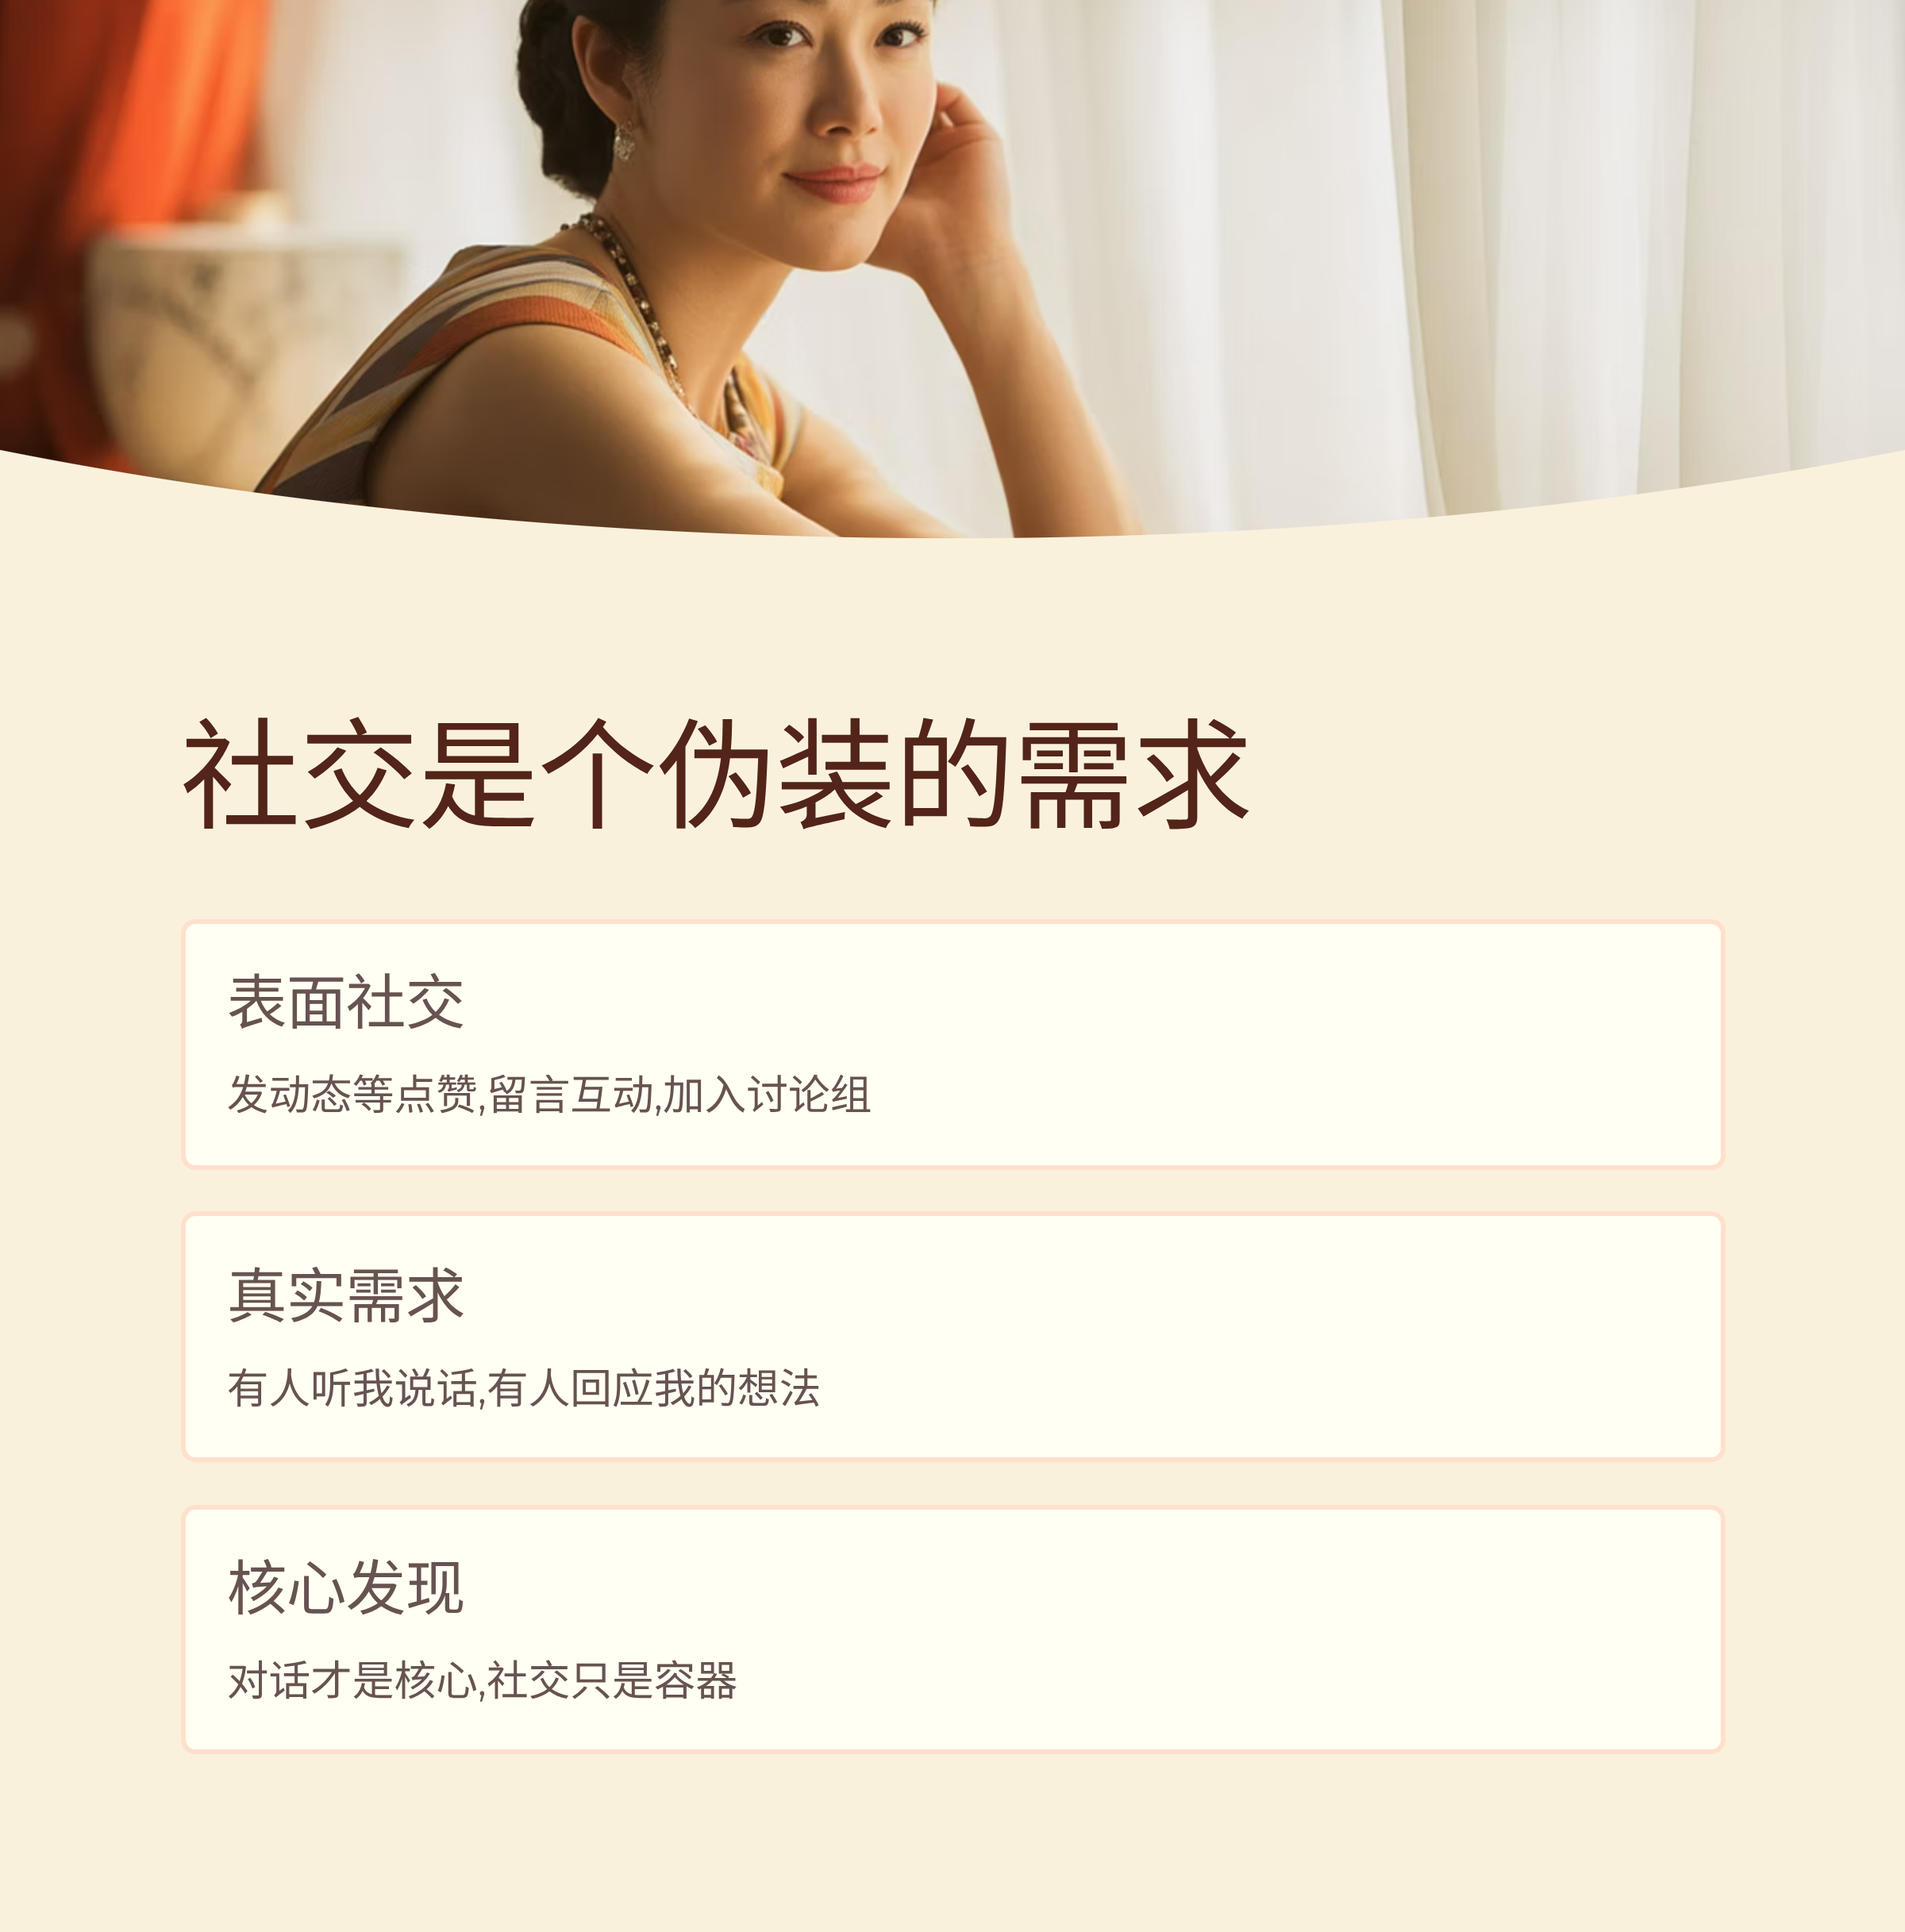 社交是个伪装的需求
表面社交
发动态等点赞,留言互动,加入讨论组
真实需求
有人听我说话,有人回应我的想法
核心发现
对话才是核心,社交只是容器